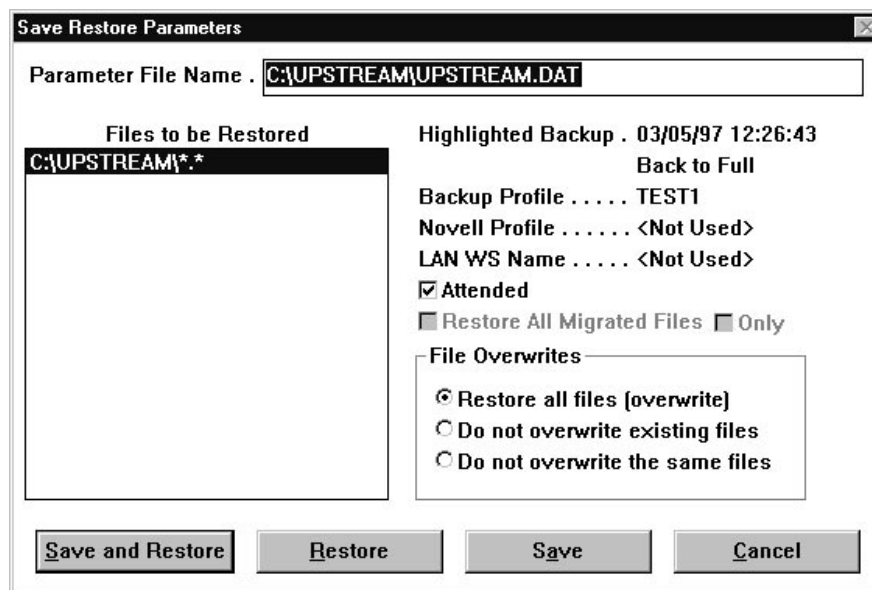 Save Restore Parameters
Parameter File Name . C:\UPSTREAM\UPSTREAM.DAT
Files to be Restored
C:\UPSTREAM\*.*
Highlighted Backup . 03/05/97 12:26:43
Back to Full
Backup Profile . . . . . TEST1
Novell Profile . . . . . . <Not Used>
LAN WS Name . . . . . <Not Used>
Attended
Restore All Migrated Files Only
File Overwrites
Restore all files (overwrite)
Do not overwrite existing files
Do not overwrite the same files
Save and Restore Restore Save Cancel